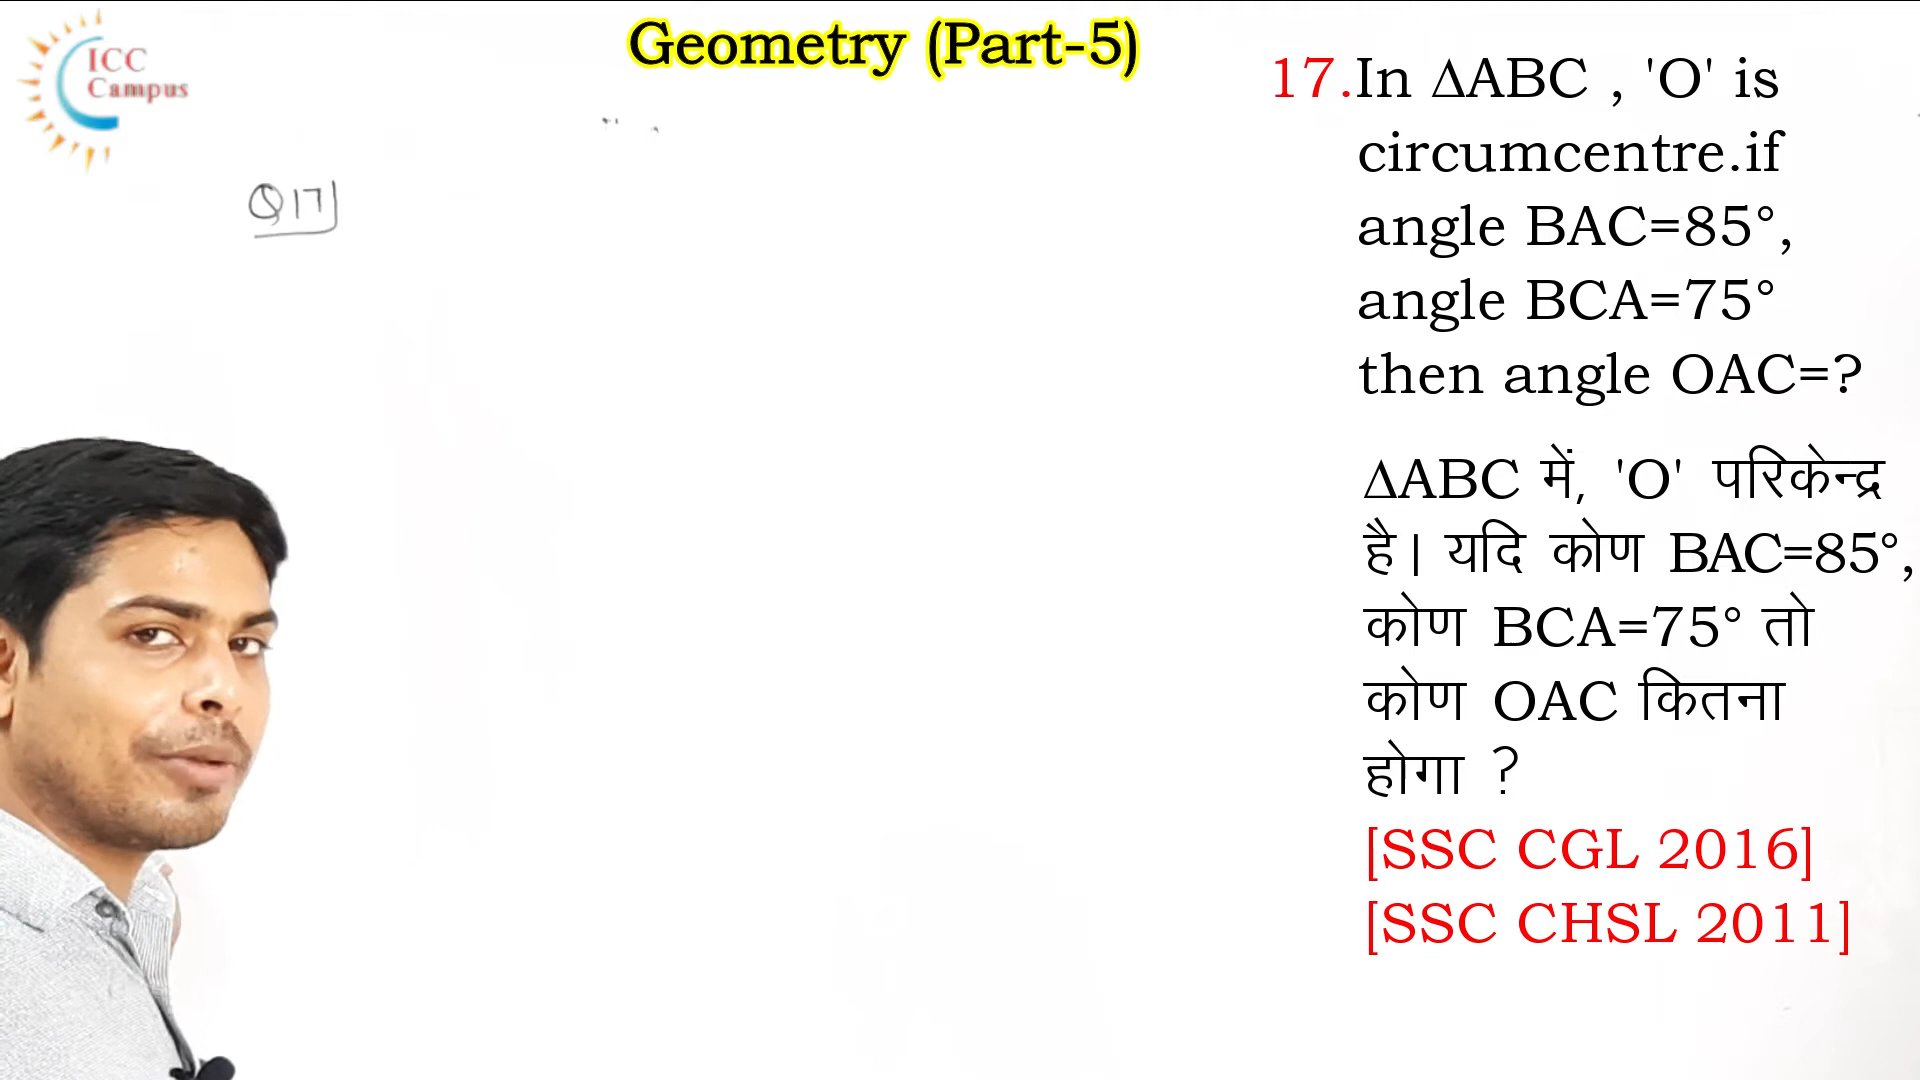 ICC
Campus
Geometry (Part-5)
Q17
17.In ΔABC , 'O' is
circumcentre.if
angle BAC=85°,
angle BCA=75°
then angle OAC=?
ΔABC में, 'O' परिकेन्द्र
है| यदि कोण BAC=85°,
कोण BCA=75° तो
कोण OAC कितना
होगा ?
[SSC CGL 2016]
[SSC CHSL 2011]